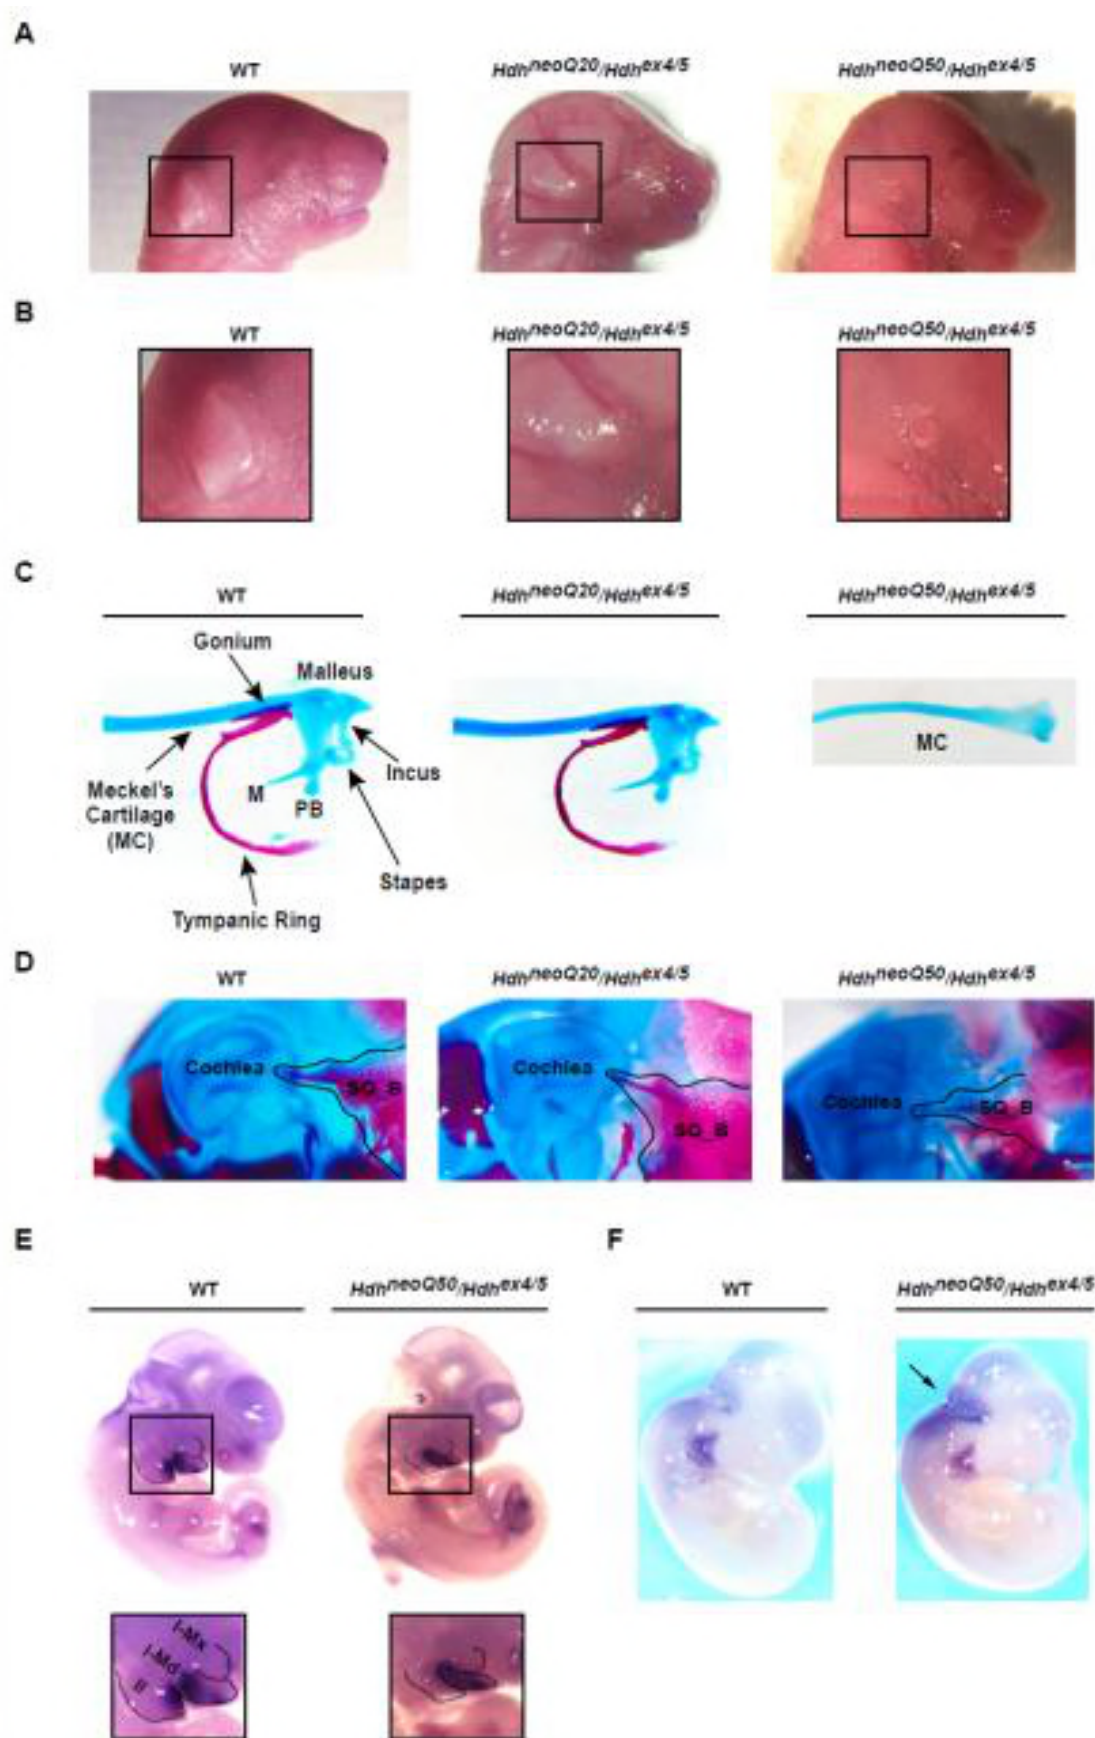 A
WT
Hdh^neoQ20/Hdh^ex4/5
Hdh^neoQ50/Hdh^ex4/5
B
WT
Hdh^neoQ20/Hdh^ex4/5
Hdh^neoQ50/Hdh^ex4/5
C
WT
Hdh^neoQ20/Hdh^ex4/5
Hdh^neoQ50/Hdh^ex4/5
Gonium
Malleus
Meckel's
Cartilage
(MC)
M
PB
Incus
Stapes
Tympanic Ring
MC
D
WT
Hdh^neoQ20/Hdh^ex4/5
Hdh^neoQ50/Hdh^ex4/5
Cochlea
SQ_B
Cochlea
SQ_B
Cochlea
SQ_B
E
WT
Hdh^neoQ50/Hdh^ex4/5
I-Mx
I-Md
II
F
WT
Hdh^neoQ50/Hdh^ex4/5